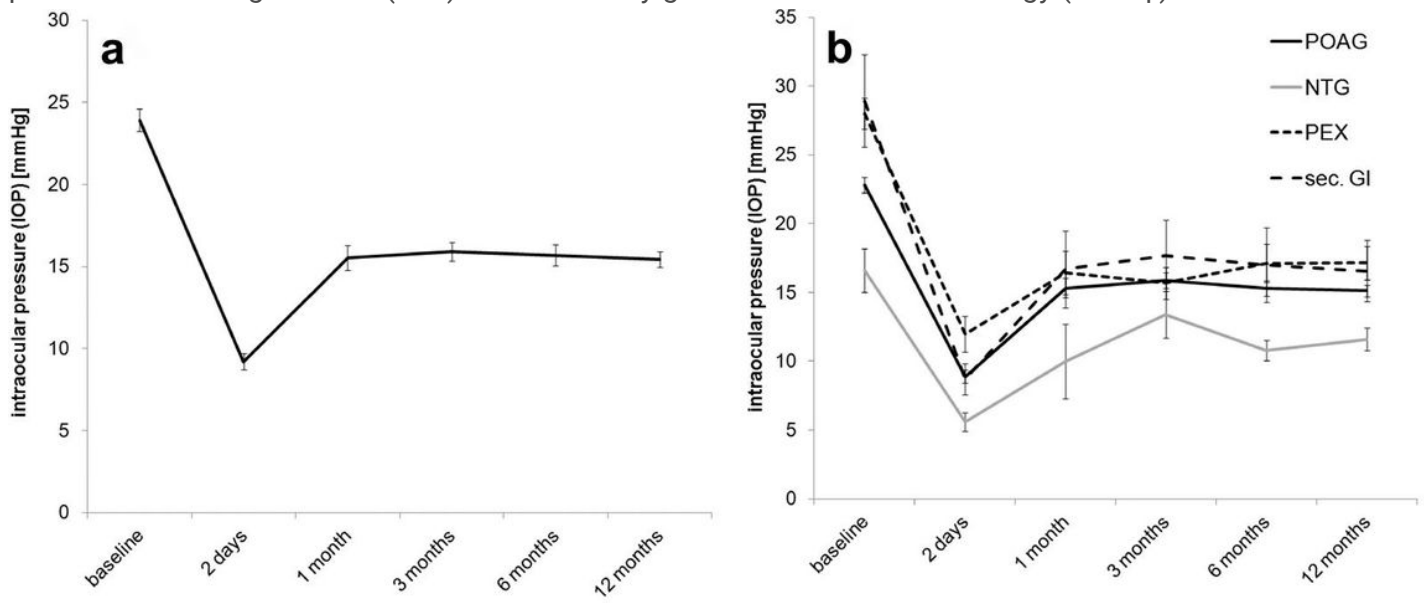 a
intraocular pressure (IOP) [mmHg]
30
25
20
15
10
5
0
baseline
2 days
1 month
3 months
6 months
12 months
b
intraocular pressure (IOP) [mmHg]
35
30
25
20
15
10
5
0
POAG
NTG
PEX
sec. Gl
baseline
2 days
1 month
3 months
6 months
12 months